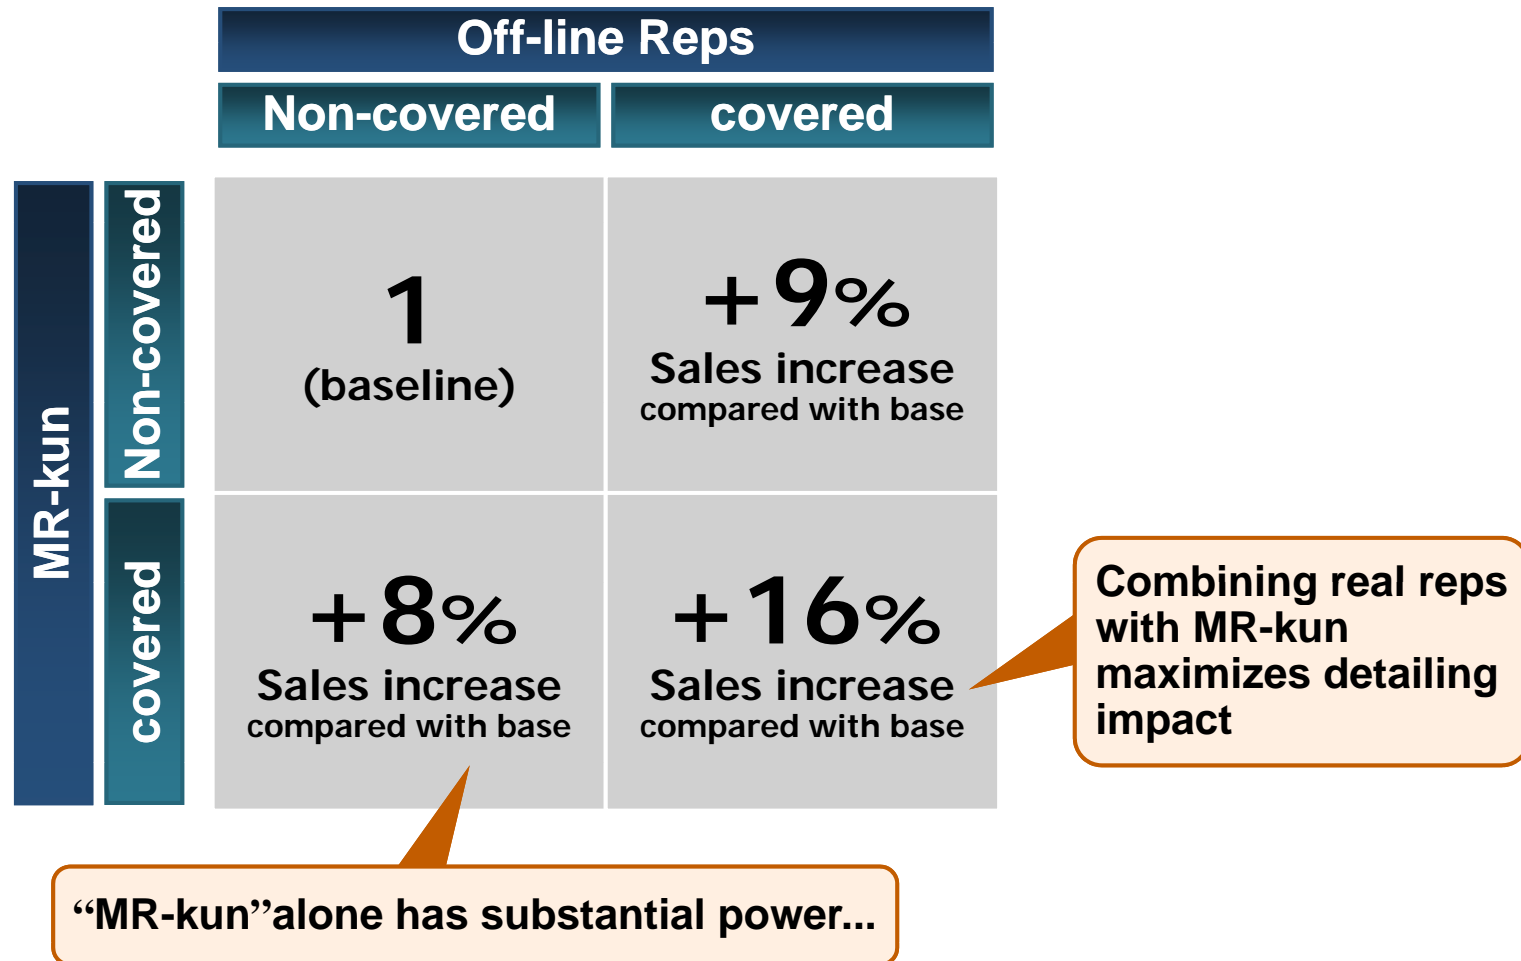 Off-line Reps
Non-covered
covered
MR-kun
Non-covered
covered
1
(baseline)
+9%
Sales increase
compared with base
+8%
Sales increase
compared with base
+16%
Sales increase
compared with base
Combining real reps
with MR-kun
maximizes detailing
impact
“MR-kun”alone has substantial power...